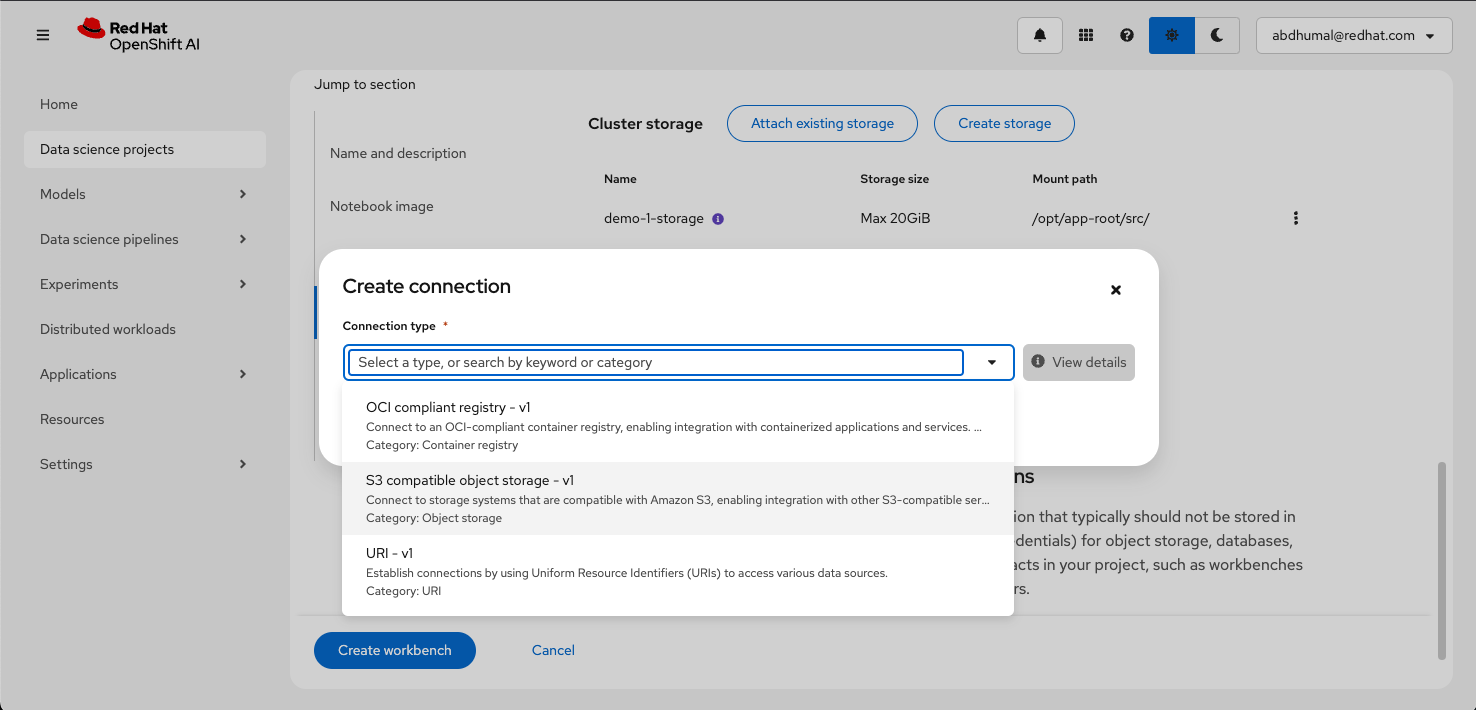 Red Hat
OpenShift AI
abdhumal@redhat.com
Home
Data science projects
Models
Data science pipelines
Experiments
Distributed workloads
Applications
Resources
Settings
Jump to section
Name and description
Notebook image
Cluster storage
Attach existing storage
Create storage
Name Storage size Mount path
demo-1-storage Max 20GiB /opt/app-root/src/
Create connection
Connection type *
Select a type, or search by keyword or category
View details
OCI compliant registry - v1
Connect to an OCI-compliant container registry, enabling integration with containerized applications and services. ...
Category: Container registry
S3 compatible object storage - v1
Connect to storage systems that are compatible with Amazon S3, enabling integration with other S3-compatible ser...
Category: Object storage
URI - v1
Establish connections by using Uniform Resource Identifiers (URIs) to access various data sources.
Category: URI
ns
ion that typically should not be stored in
dentials) for object storage, databases,
acts in your project, such as workbenches
rs.
Create workbench
Cancel